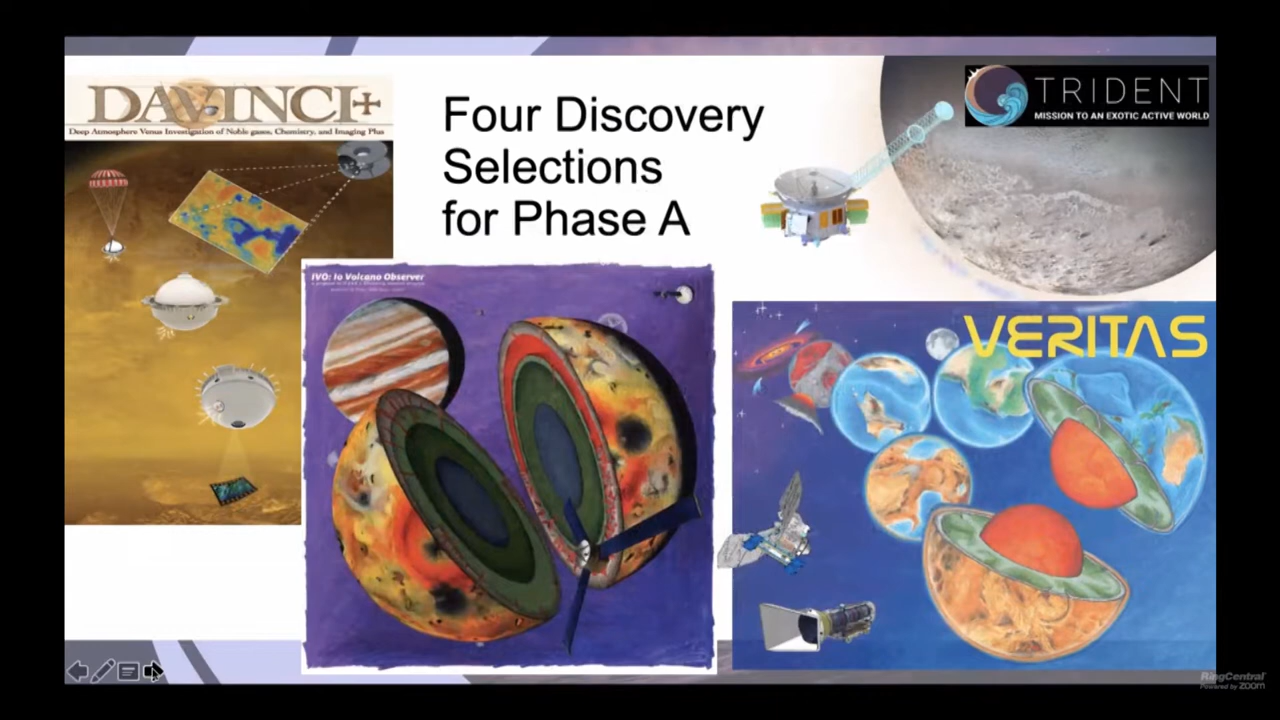 DAVINCI+
Deep Atmosphere Venus Investigation of Noble gases, Chemistry, and Imaging Plus
Four Discovery
Selections
for Phase A
TRIDENT
MISSION TO AN EXOTIC ACTIVE WORLD
IVO: Io Volcano Observer
VERITAS
RingCentral
Powered by zoom